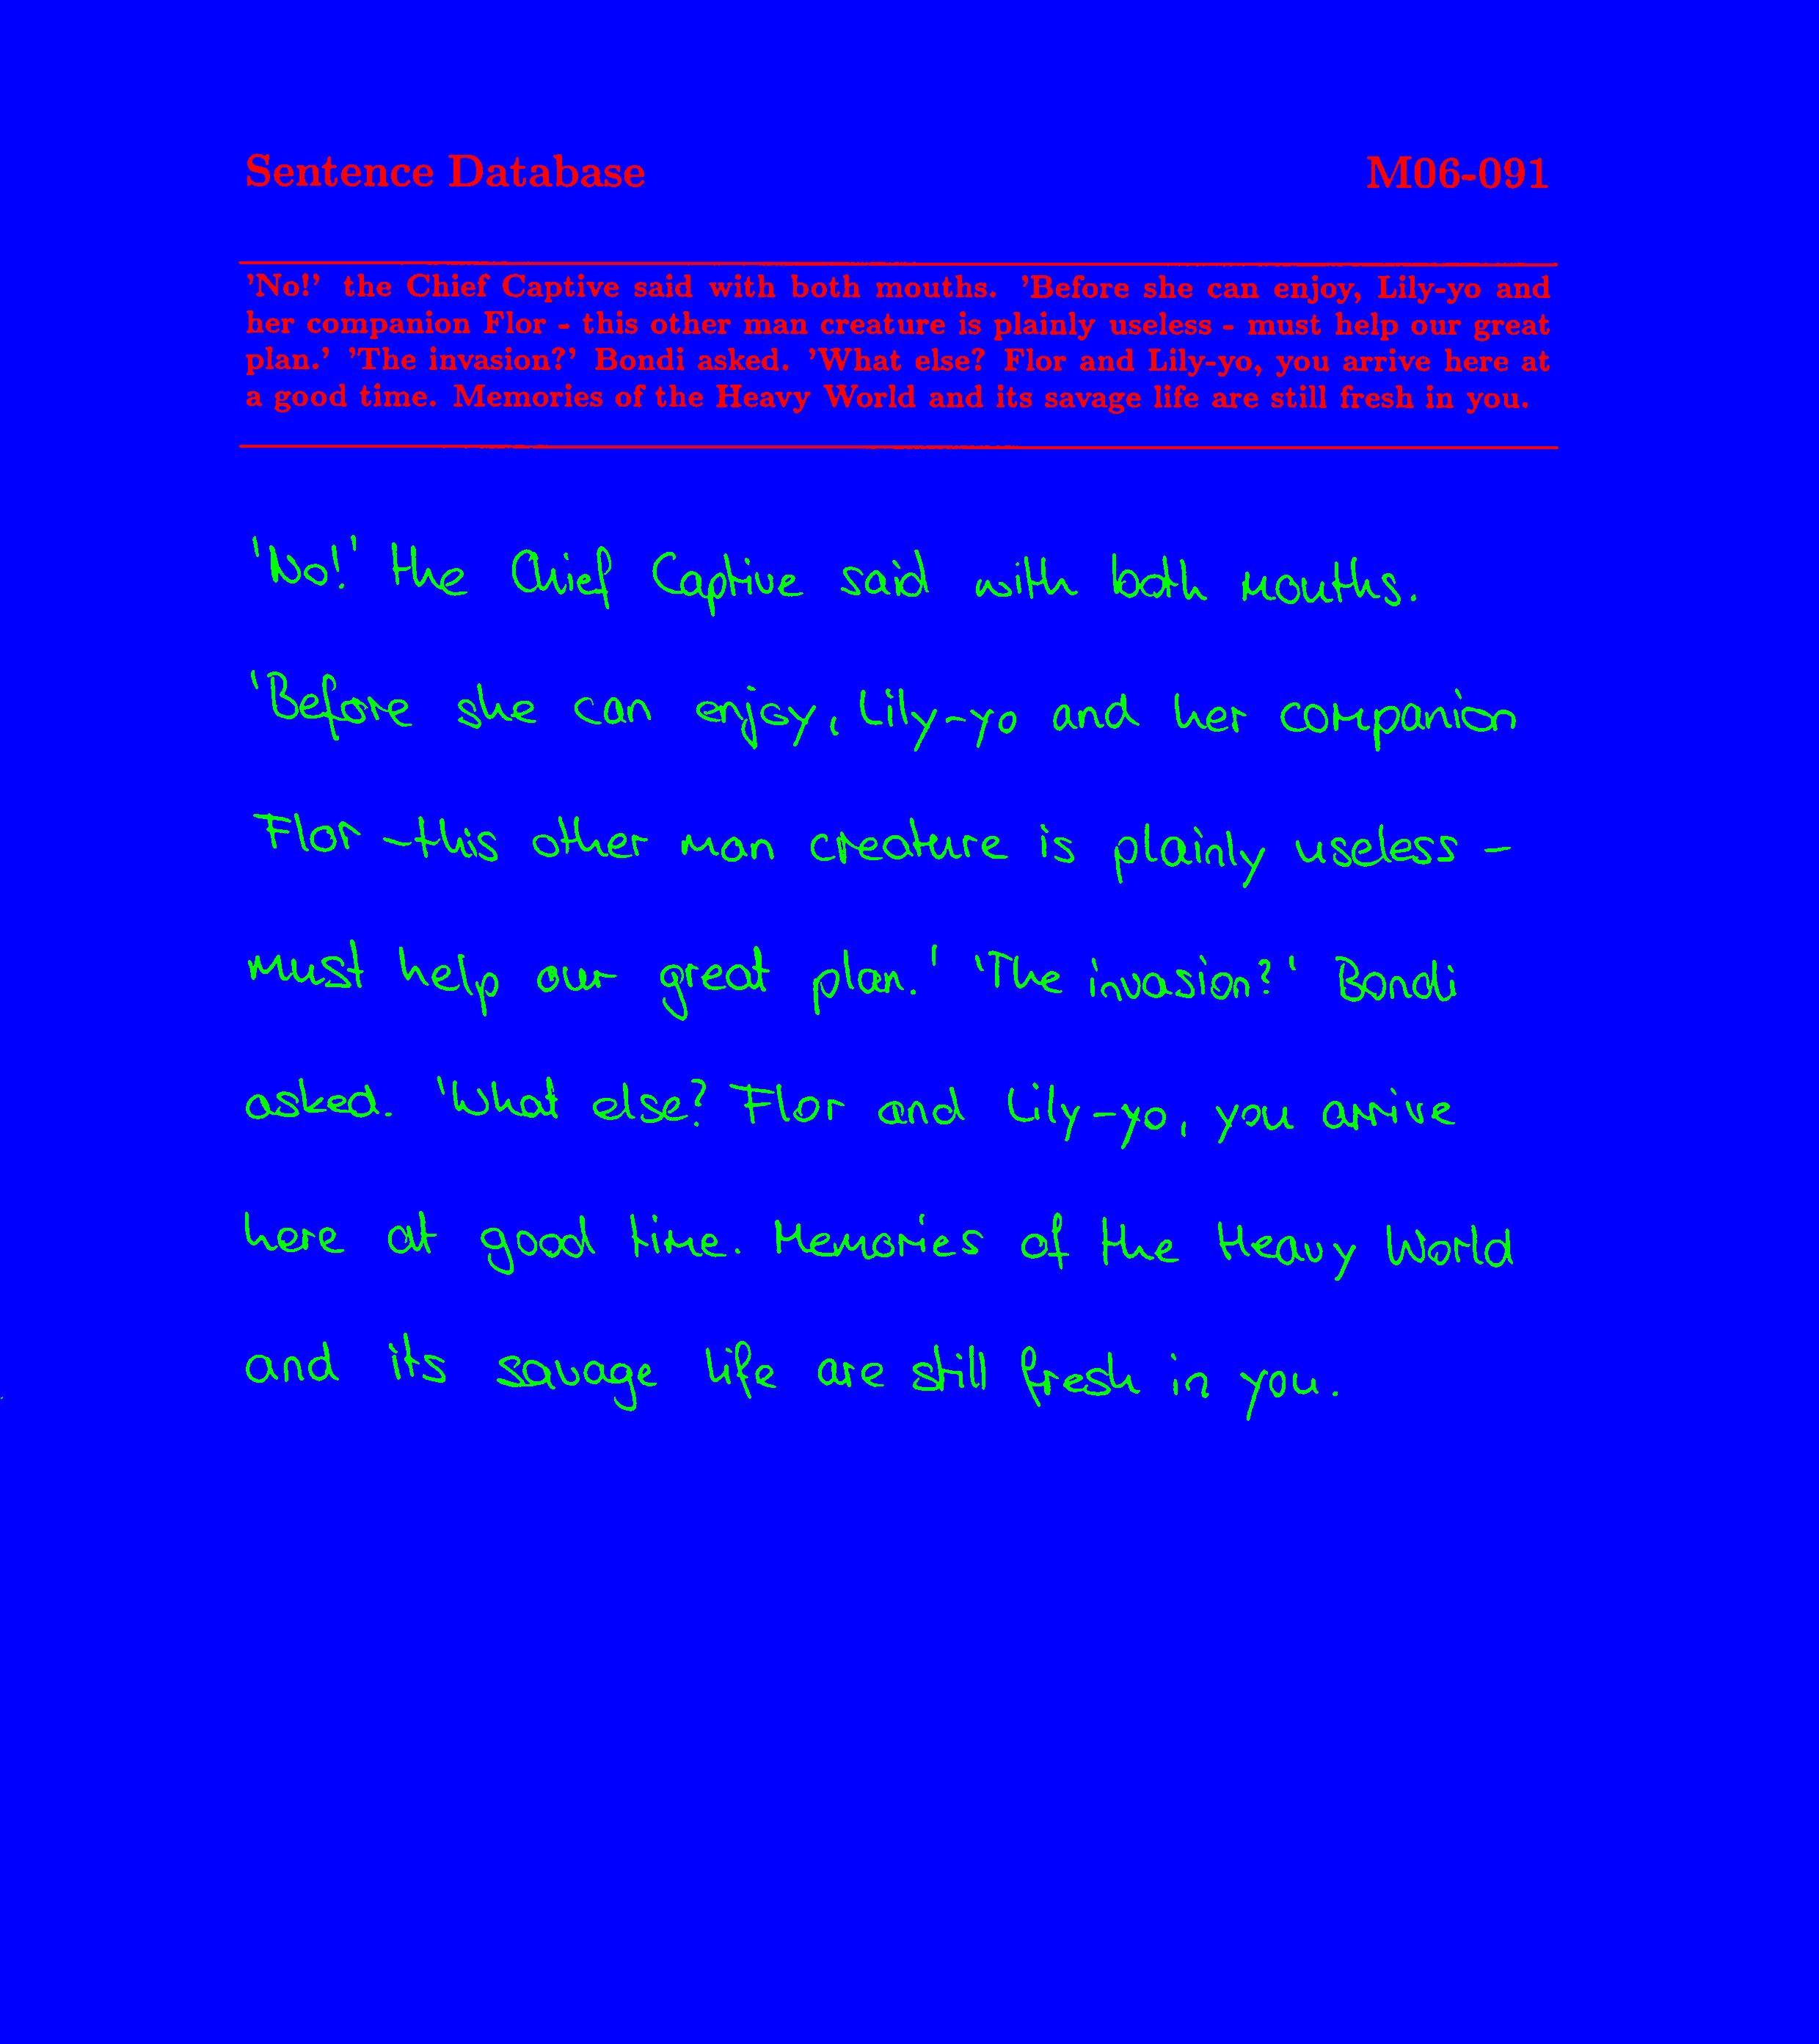 Sentence Database M06-091
'No!' the Chief Captive said with both mouths. 'Before she can enjoy, Lily-yo and
her companion Flor - this other man creature is plainly useless - must help our great
plan.' 'The invasion?' Bondi asked. 'What else? Flor and Lily-yo, you arrive here at
a good time. Memories of the Heavy World and its savage life are still fresh in you.
'No!' the Chief Captive said with both mouths.
'Before she can enjoy, Lily-yo and her companion
Flor - this other man creature is plainly useless -
must help our great plan.' 'The invasion?' Bondi
asked. 'What else? Flor and Lily-yo, you arrive
here at good time. Memories of the Heavy World
and its savage life are still fresh in you.